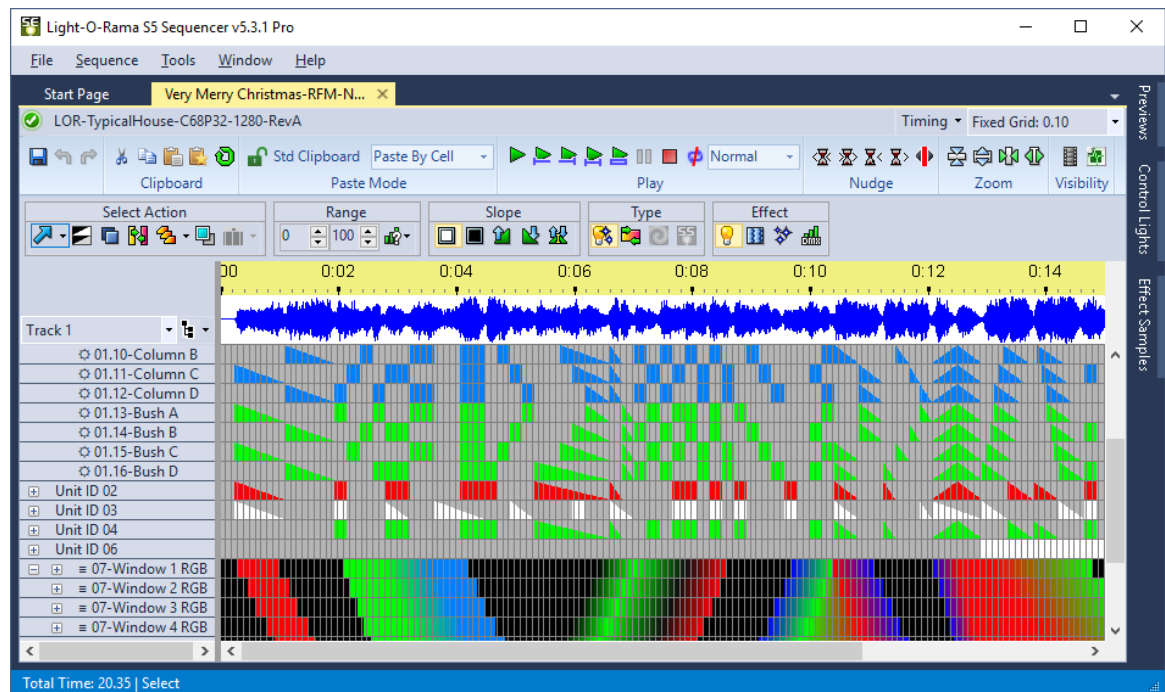 Light-O-Rama S5 Sequencer v5.3.1 Pro
File Sequence Tools Window Help
Start Page Very Merry Christmas-RFM-N...
LOR-TypicalHouse-C68P32-1280-RevA Timing Fixed Grid: 0.10
Std Clipboard Paste By Cell Normal
Clipboard Paste Mode Play Nudge Zoom Visibility
Select Action Range Slope Type Effect
0 100 dmx
00 0:02 0:04 0:06 0:08 0:10 0:12 0:14
Track 1
01.10-Column B
01.11-Column C
01.12-Column D
01.13-Bush A
01.14-Bush B
01.15-Bush C
01.16-Bush D
Unit ID 02
Unit ID 03
Unit ID 04
Unit ID 06
07-Window 1 RGB
07-Window 2 RGB
07-Window 3 RGB
07-Window 4 RGB
Previews
Control Lights
Effect Samples
Total Time: 20.35 | Select